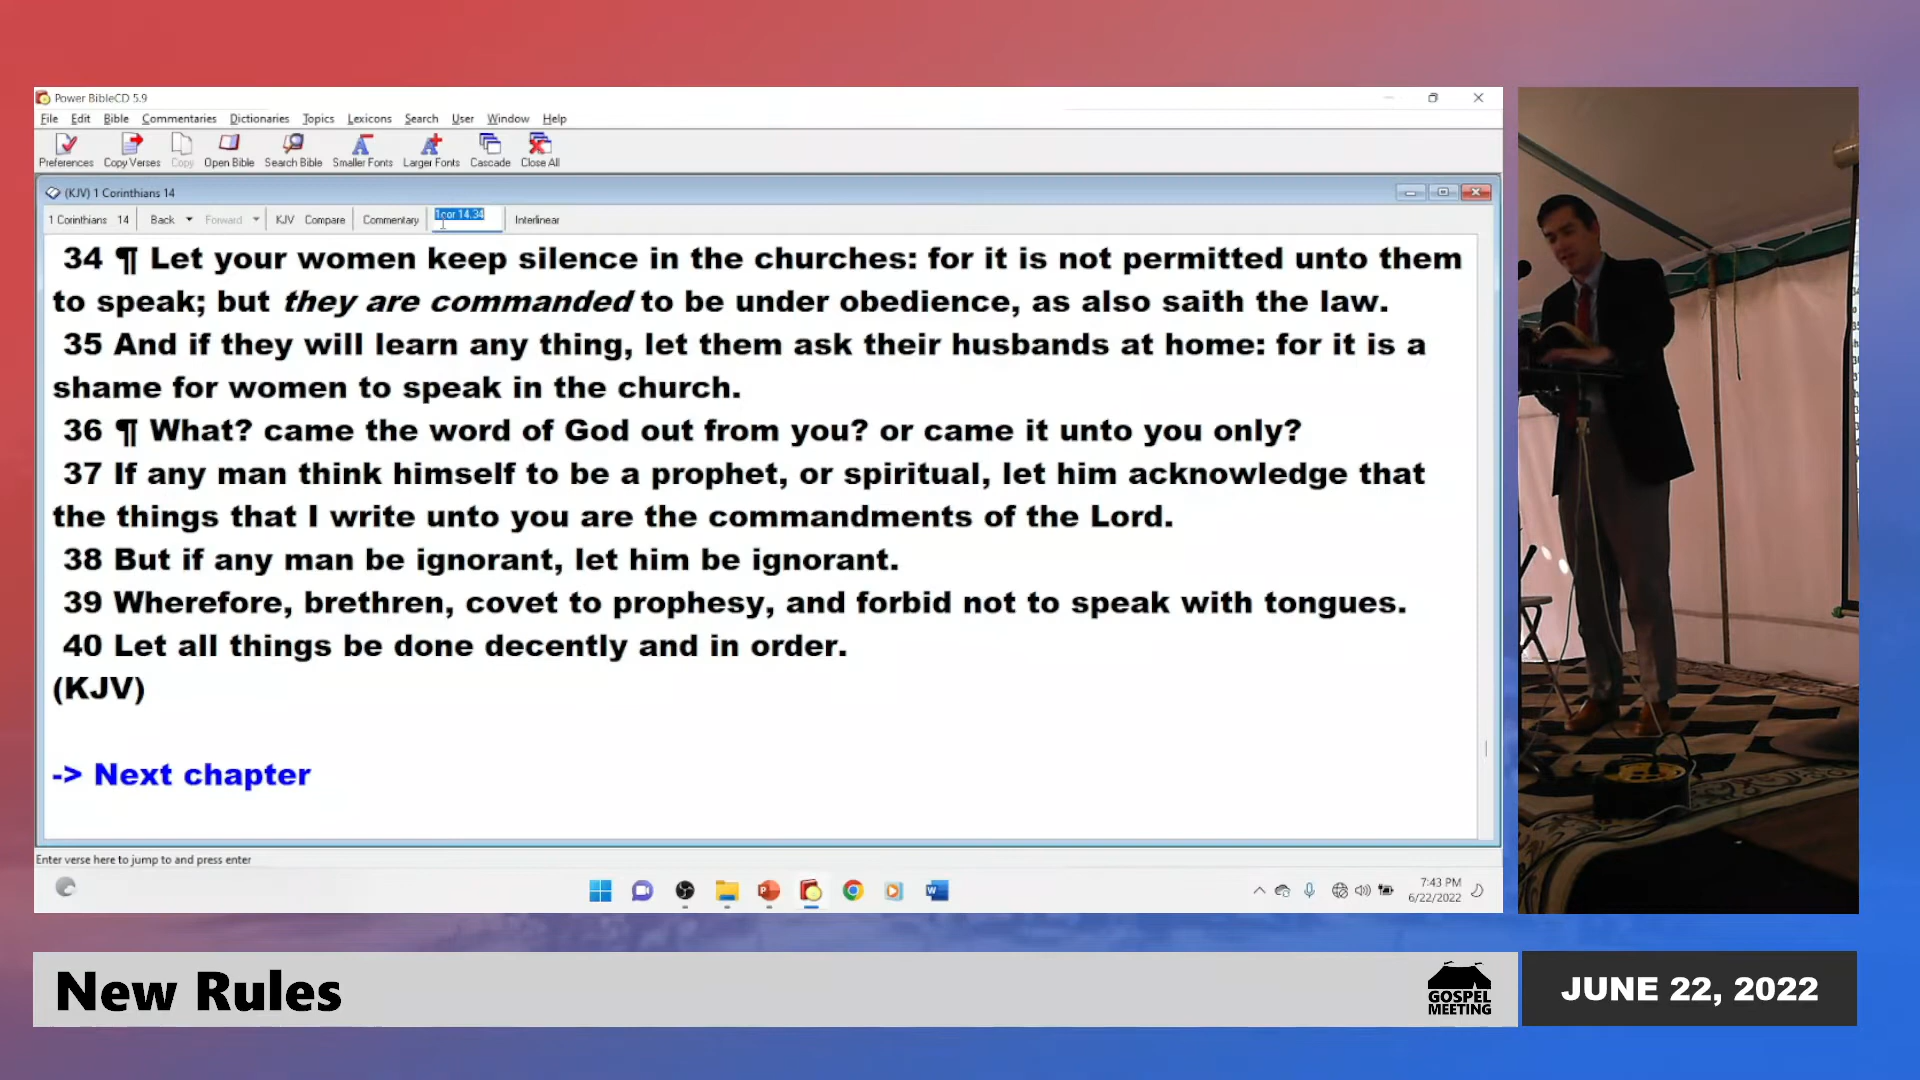 Power BibleCD 5.9
File Edit Bible Commentaries Dictionaries Topics Lexicons Search User Window Help
Preferences Copy Verses Copy Open Bible Search Bible Smaller Fonts Larger Fonts Cascade Close All
(KJV) 1 Corinthians 14
1 Corinthians 14 Back Forward KJV Compare Commentary 1cor 14.34 Interlinear
34 ¶ Let your women keep silence in the churches: for it is not permitted unto them
to speak; but they are commanded to be under obedience, as also saith the law.
35 And if they will learn any thing, let them ask their husbands at home: for it is a
shame for women to speak in the church.
36 ¶ What? came the word of God out from you? or came it unto you only?
37 If any man think himself to be a prophet, or spiritual, let him acknowledge that
the things that I write unto you are the commandments of the Lord.
38 But if any man be ignorant, let him be ignorant.
39 Wherefore, brethren, covet to prophesy, and forbid not to speak with tongues.
40 Let all things be done decently and in order.
(KJV)
-> Next chapter
Enter verse here to jump to and press enter
7:43 PM
6/22/2022
New Rules
GOSPEL
MEETING
JUNE 22, 2022